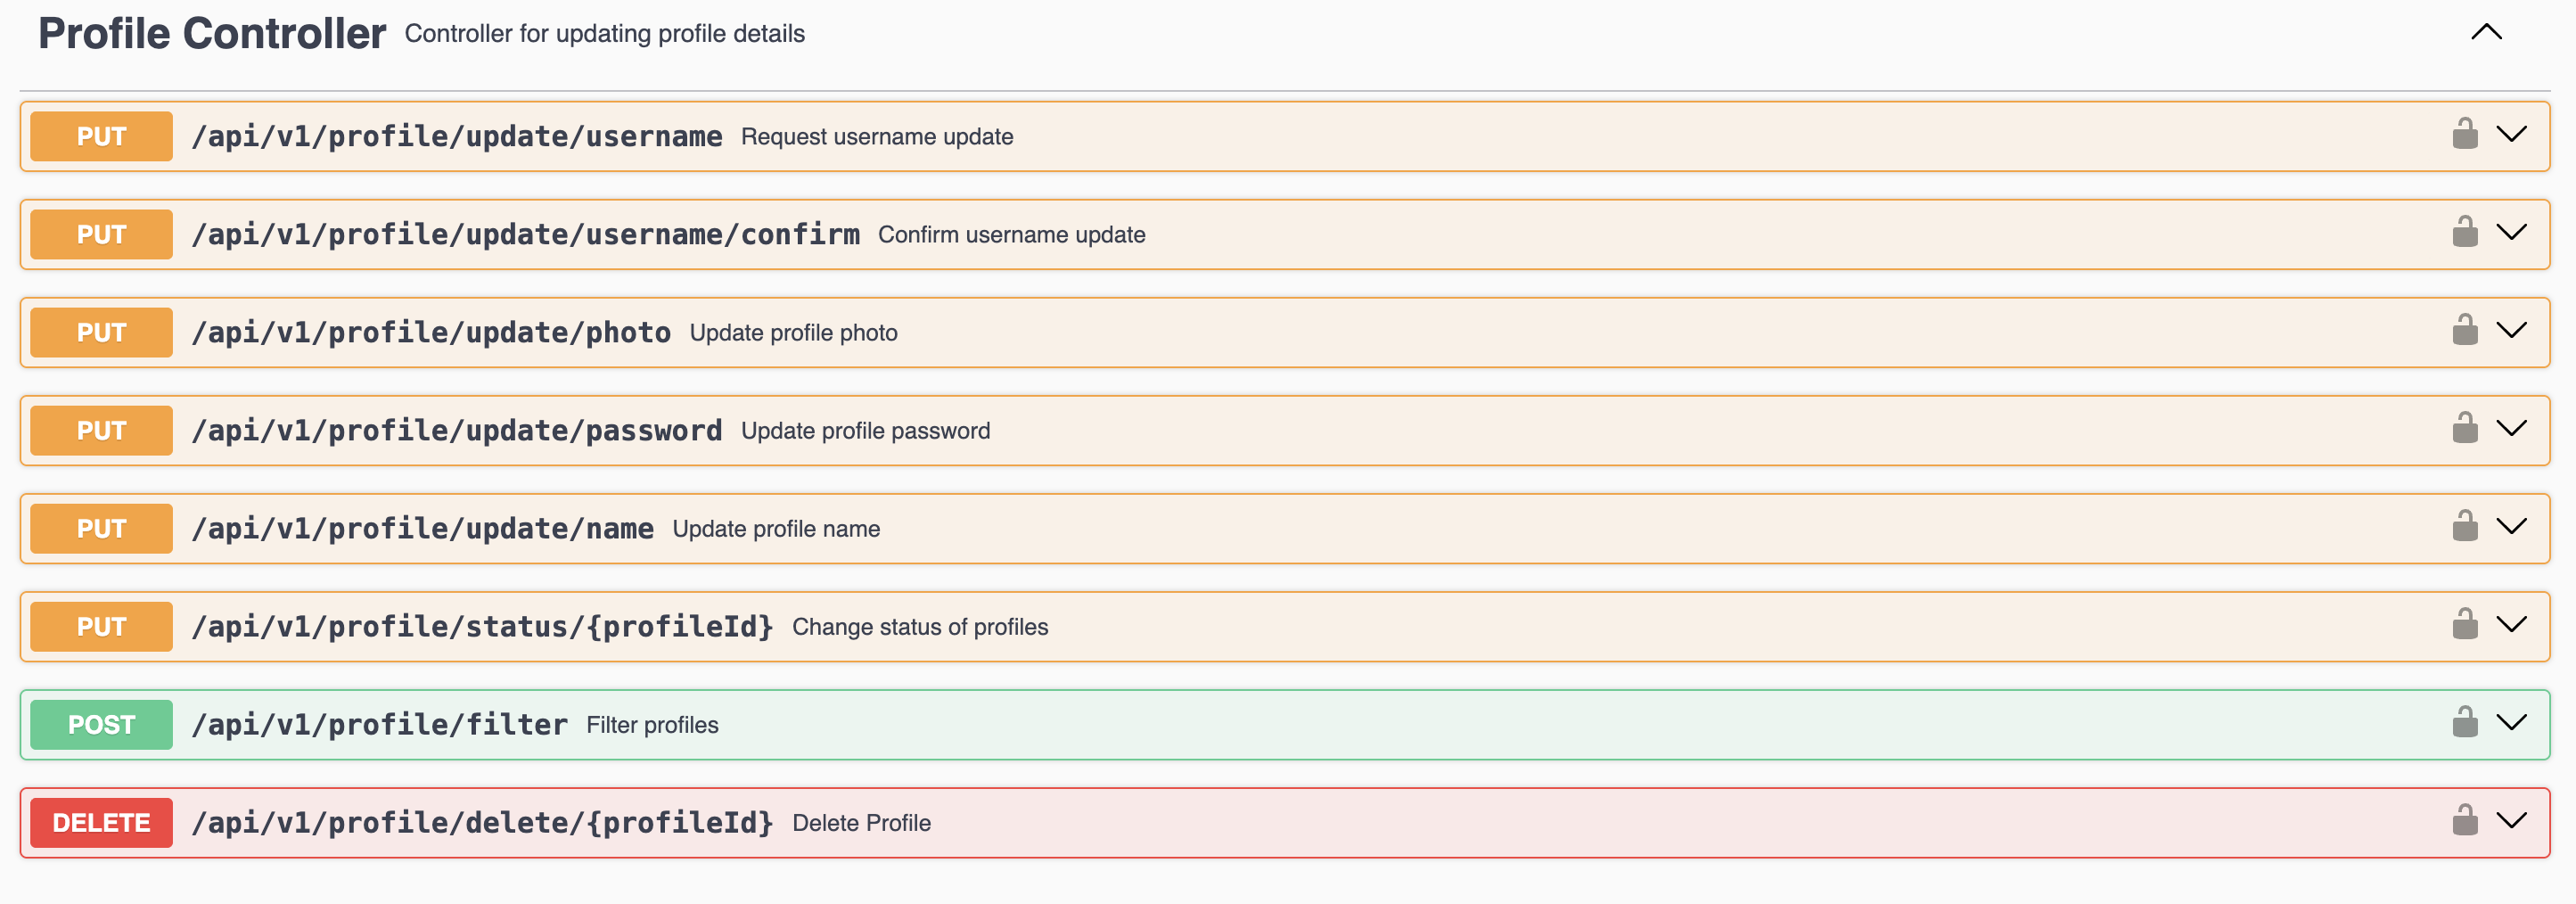 Profile Controller Controller for updating profile details
PUT /api/v1/profile/update/username Request username update
PUT /api/v1/profile/update/username/confirm Confirm username update
PUT /api/v1/profile/update/photo Update profile photo
PUT /api/v1/profile/update/password Update profile password
PUT /api/v1/profile/update/name Update profile name
PUT /api/v1/profile/status/{profileId} Change status of profiles
POST /api/v1/profile/filter Filter profiles
DELETE /api/v1/profile/delete/{profileId} Delete Profile